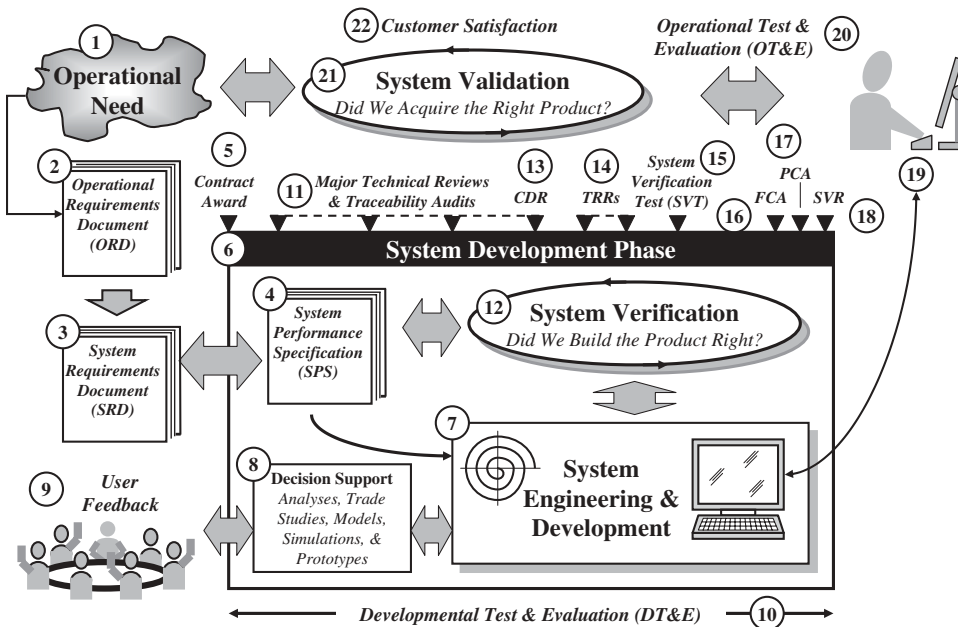 1
Operational
Need
22
Customer Satisfaction
21
System Validation
Did We Acquire the Right Product?
Operational Test &
Evaluation (OT&E)
20
2
Operational
Requirements
Document
(ORD)
5
Contract
Award
11
Major Technical Reviews
& Traceability Audits
13
CDR
14
TRRs
System
Verification
Test (SVT)
15
16
17
PCA
FCA
SVR
18
19
6
System Development Phase
3
System
Requirements
Document
(SRD)
4
System
Performance
Specification
(SPS)
12
System Verification
Did We Build the Product Right?
7
System
Engineering &
Development
8
Decision Support
Analyses, Trade
Studies, Models,
Simulations, &
Prototypes
9
User
Feedback
Developmental Test & Evaluation (DT&E)
10